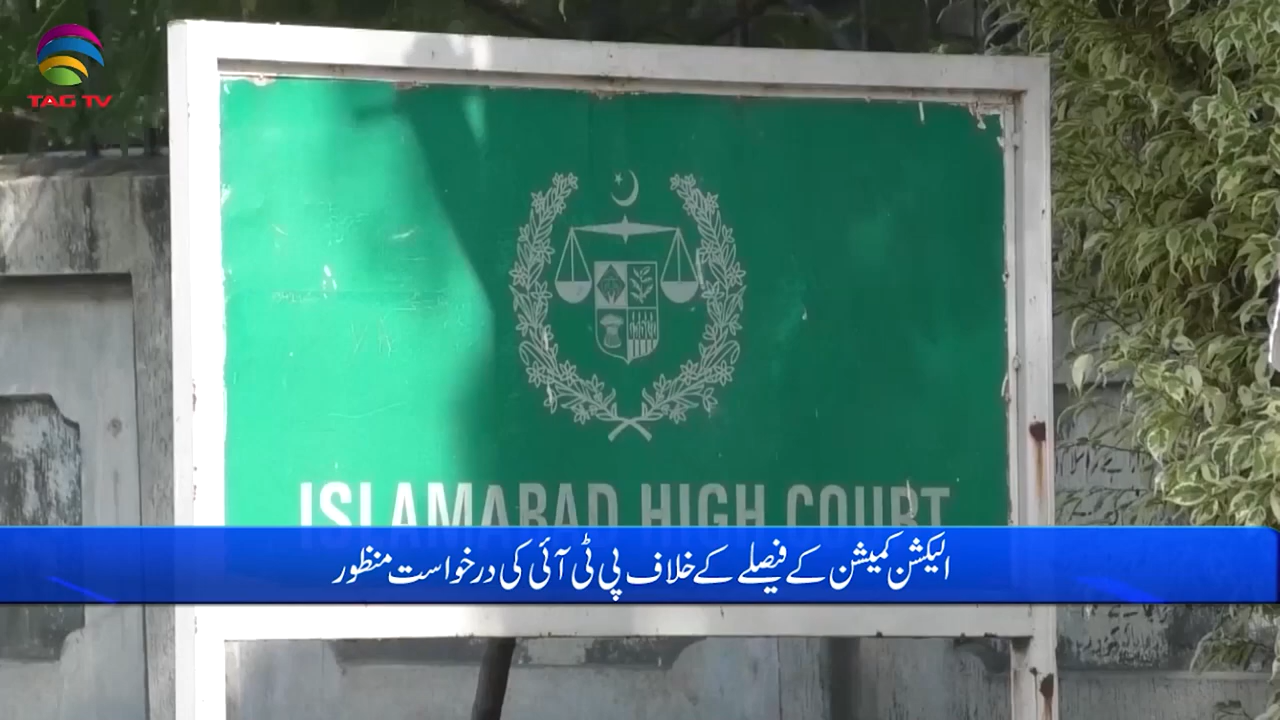 TAG TV
ISLAMABAD HIGH COURT
الیکشن کمیشن کے فیصلے کے خلاف پی ٹی آئی کی درخواست منظور